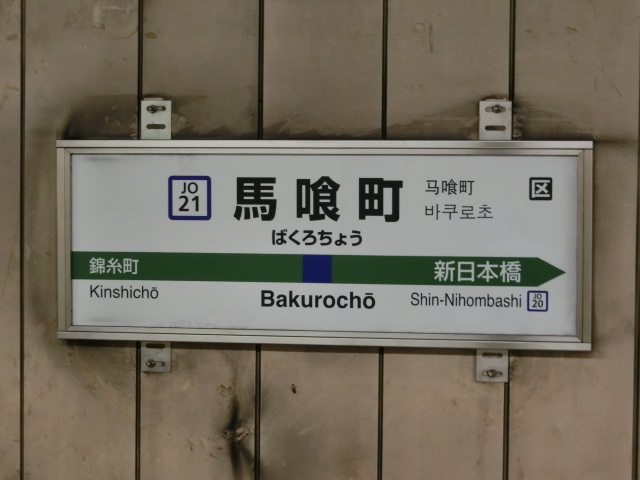 JO
21
馬喰町
马喰町
바쿠로초
区
ばくろちょう
錦糸町
新日本橋
Kinshichō
Bakurochō
Shin-Nihombashi
JO
20